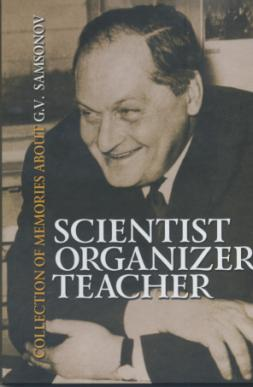 COLLECTION OF MEMORIES ABOUT G.V. SAMSONOV
SCIENTIST
ORGANIZER
TEACHER